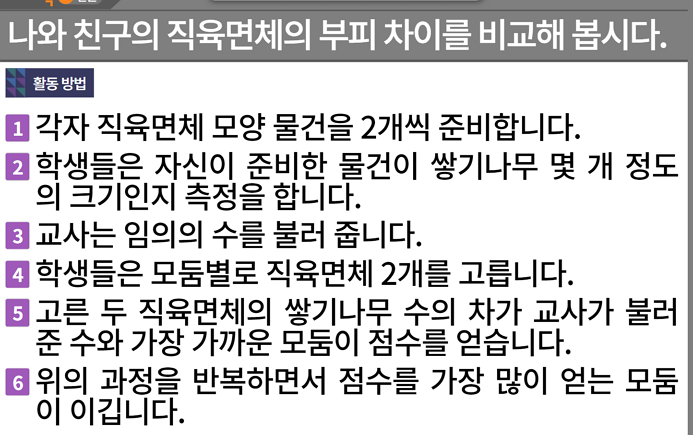 나와 친구의 직육면체의 부피 차이를 비교해 봅시다.
활동 방법
1 각자 직육면체 모양 물건을 2개씩 준비합니다.
2 학생들은 자신이 준비한 물건이 쌓기나무 몇 개 정도
의 크기인지 측정을 합니다.
3 교사는 임의의 수를 불러 줍니다.
4 학생들은 모둠별로 직육면체 2개를 고릅니다.
5 고른 두 직육면체의 쌓기나무 수의 차가 교사가 불러
준 수와 가장 가까운 모둠이 점수를 얻습니다.
6 위의 과정을 반복하면서 점수를 가장 많이 얻는 모둠
이 이깁니다.